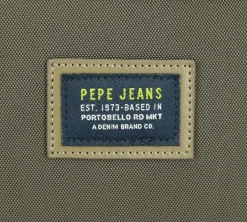 PEPE JEANS
EST. 1973-BASED IN
PORTOBELLO RD MKT
A DENIM BRAND CO.